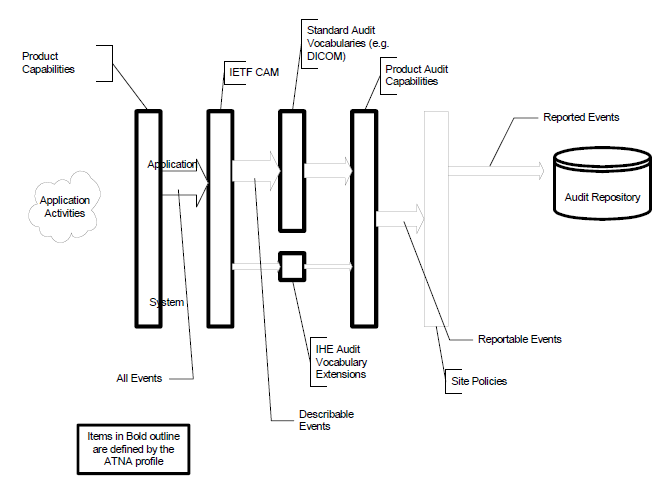 Standard Audit
Vocabularies (e.g.
DICOM)
Product
Capabilities
IETF CAM
Product Audit
Capabilities
Reported Events
Application
Application
Activities
Audit Repository
System
Reportable Events
IHE Audit
Vocabulary
Extensions
All Events
Site Policies
Describable
Events
Items in Bold outline
are defined by the
ATNA profile